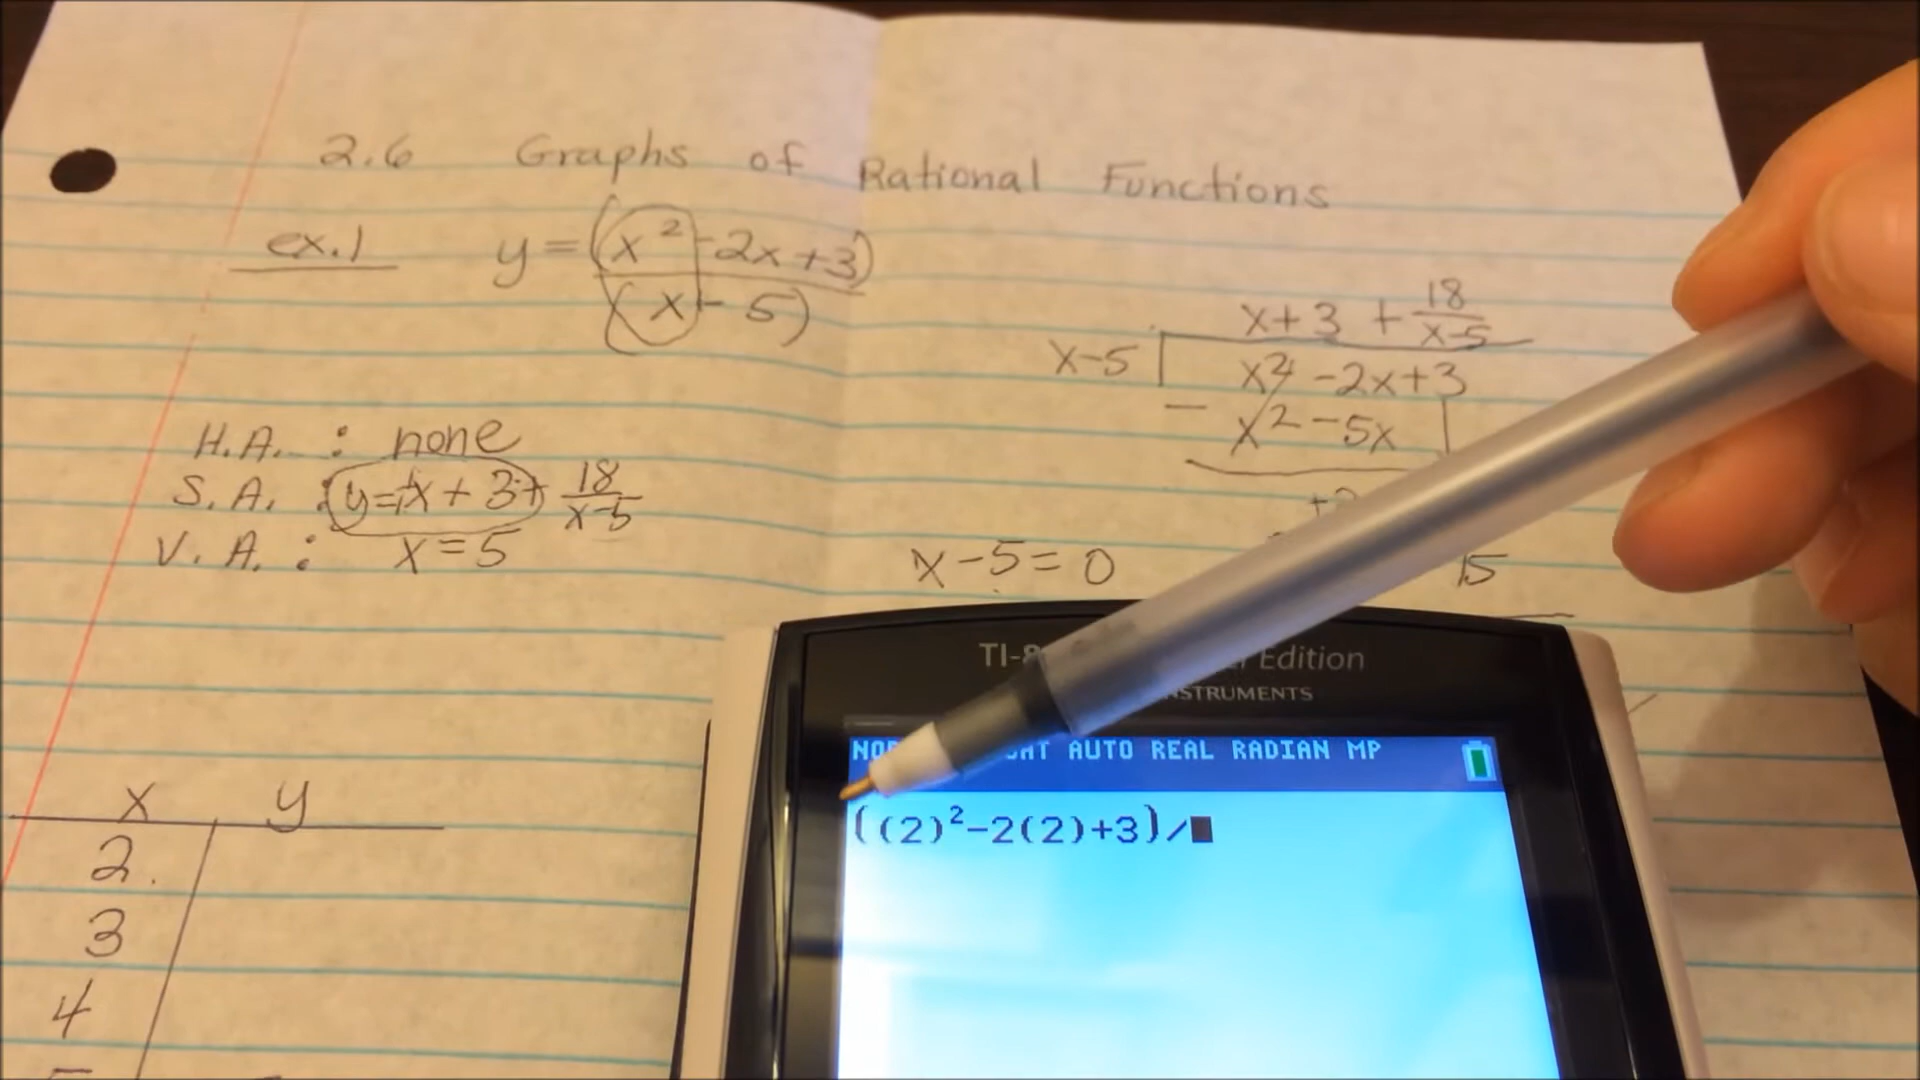 2.6 Graphs of Rational Functions
ex.1 y = (x² - 2x + 3)
(x - 5)
x + 3 + 18
x - 5
x - 5 x² - 2x + 3
- x² - 5x
H.A. : none
S.A. : y = x + 3 + 18
x - 5
V.A. : x = 5
x - 5 = 0
15
x y
2
3
4
Edition
INSTRUMENTS
AUTO REAL RADIAN MP
((2)²-2(2)+3)/